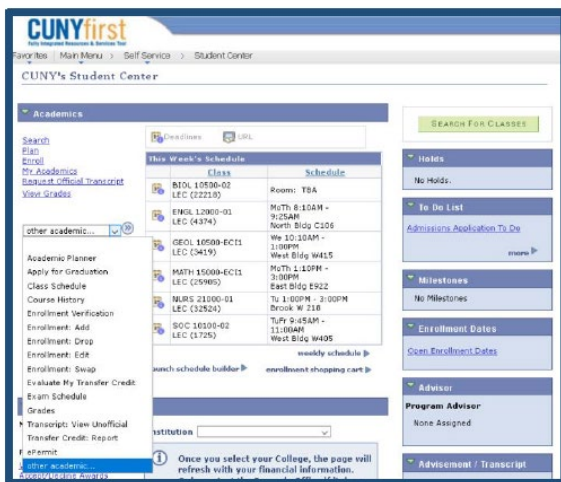 CUNYfirst
Fully Integrated Resources & Services Tool
Favorites Main Menu > Self Service > Student Center
CUNY's Student Center
Academics
Search
Plan
Enroll
My Academics
Request Official Transcript
View Grades
other academic...
Academic Planner
Apply for Graduation
Class Schedule
Course History
Enrollment Verification
Enrollment: Add
Enrollment: Drop
Enrollment: Edit
Enrollment: Swap
Evaluate My Transfer Credit
Exam Schedule
Grades
Transcript: View Unofficial
Transfer Credit: Report
ePermit
other academic...
Accept/Decline Awards
Deadlines URL
This Week's Schedule
Class Schedule
BIOL 10500-02
LEC (22218)
Room: TBA
ENGL 12000-01
LEC (4374)
MoTh 8:10AM -
9:25AM
North Bldg C106
GEOL 10500-EC11
LEC (3419)
We 10:10AM -
1:00PM
West Bldg W415
MATH 15000-EC11
LEC (25985)
MoTh 1:10PM -
3:00PM
East Bldg E922
NURS 21000-01
LEC (32524)
Tu 1:00PM - 3:00PM
Brook W 218
SOC 10100-02
LEC (1725)
TuFr 9:45AM -
11:00AM
West Bldg W405
weekly schedule
launch schedule builder enrollment shopping cart
Institution
Once you select your College, the page will
refresh with your financial information.
SEARCH FOR CLASSES
Holds
No Holds.
To Do List
Admissions Application To Do
more
Milestones
No Milestones
Enrollment Dates
Open Enrollment Dates
Advisor
Program Advisor
None Assigned
Advisement / Transcript